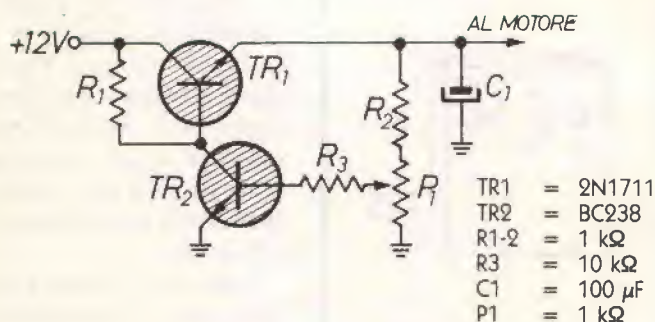 AL MOTORE
+12V
TR1
R1
R2
C1
TR2
R3
P1
TR1 = 2N1711
TR2 = BC238
R1-2 = 1 kΩ
R3 = 10 kΩ
C1 = 100 µF
P1 = 1 kΩ